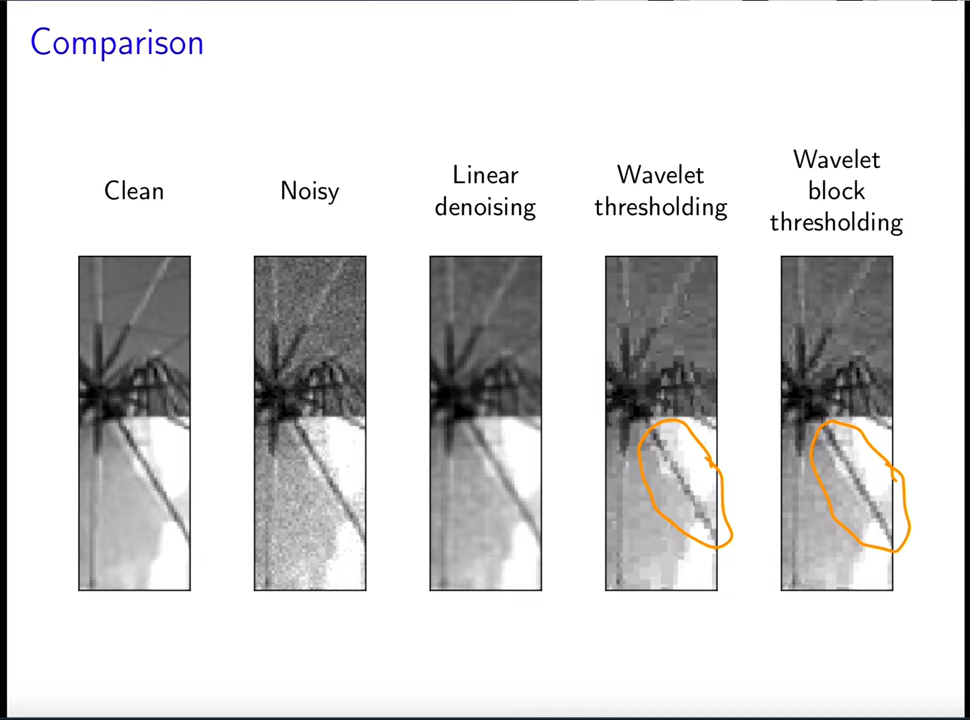 Comparison
Clean
Noisy
Linear
denoising
Wavelet
thresholding
Wavelet
block
thresholding